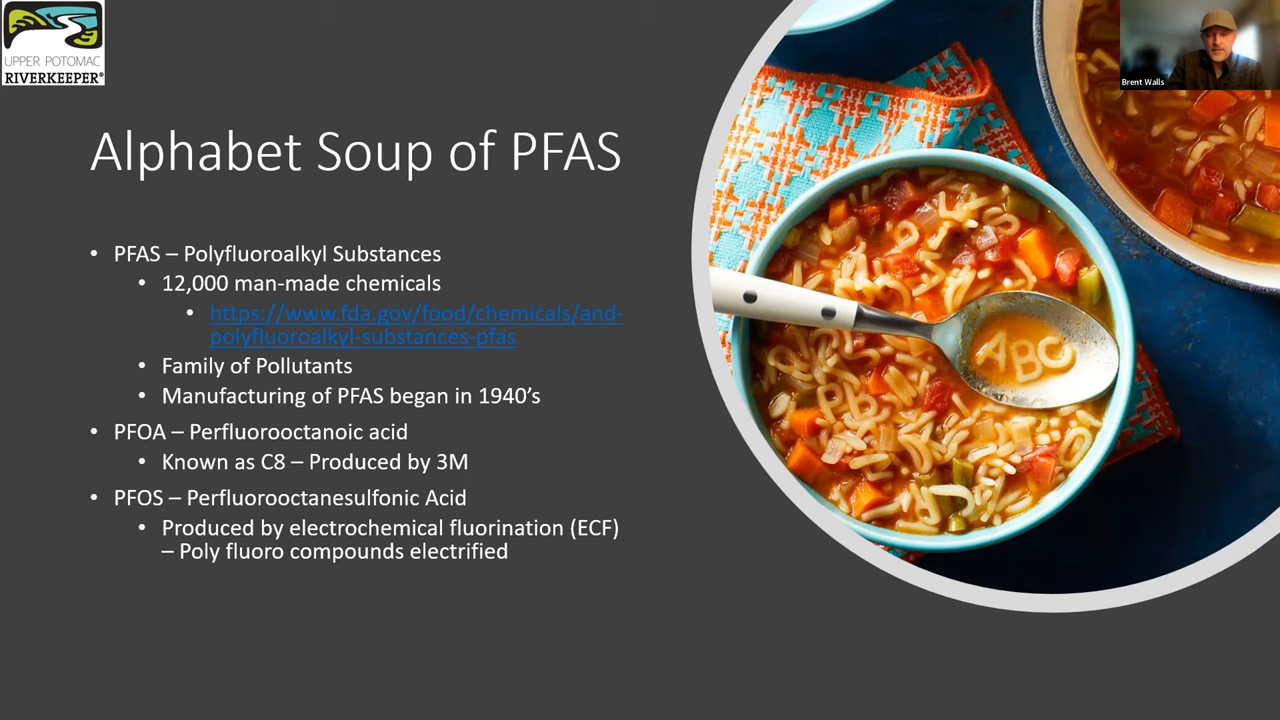 UPPER POTOMAC
RIVERKEEPER®
Brent Walls
Alphabet Soup of PFAS
• PFAS – Polyfluoroalkyl Substances
• 12,000 man-made chemicals
• https://www.fda.gov/food/chemicals/and-
polyfluoroalkyl-substances-pfas
• Family of Pollutants
• Manufacturing of PFAS began in 1940’s
• PFOA – Perfluorooctanoic acid
• Known as C8 – Produced by 3M
• PFOS – Perfluorooctanesulfonic Acid
• Produced by electrochemical fluorination (ECF)
– Poly fluoro compounds electrified
ABC